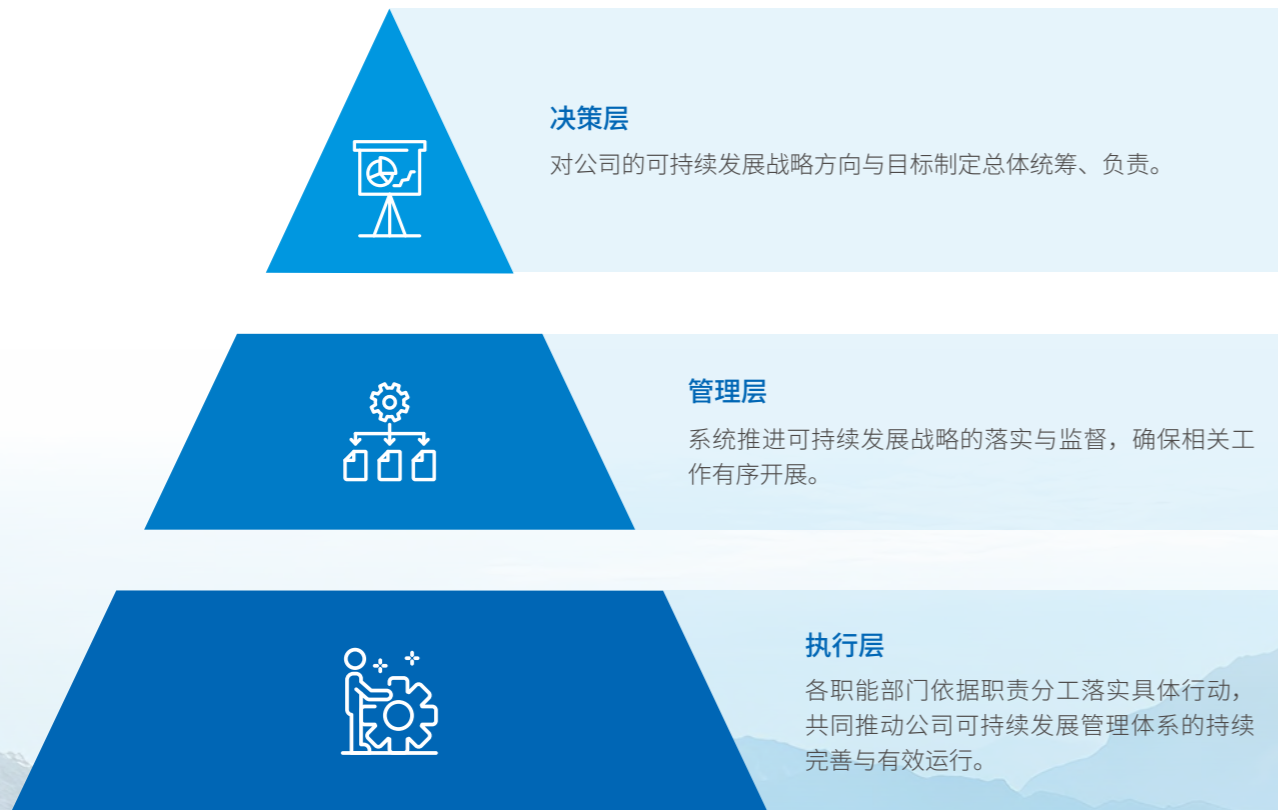 决策层
对公司的可持续发展战略方向与目标制定总体统筹、负责。
管理层
系统推进可持续发展战略的落实与监督，确保相关工
作有序开展。
执行层
各职能部门依据职责分工落实具体行动，
共同推动公司可持续发展管理体系的持续
完善与有效运行。